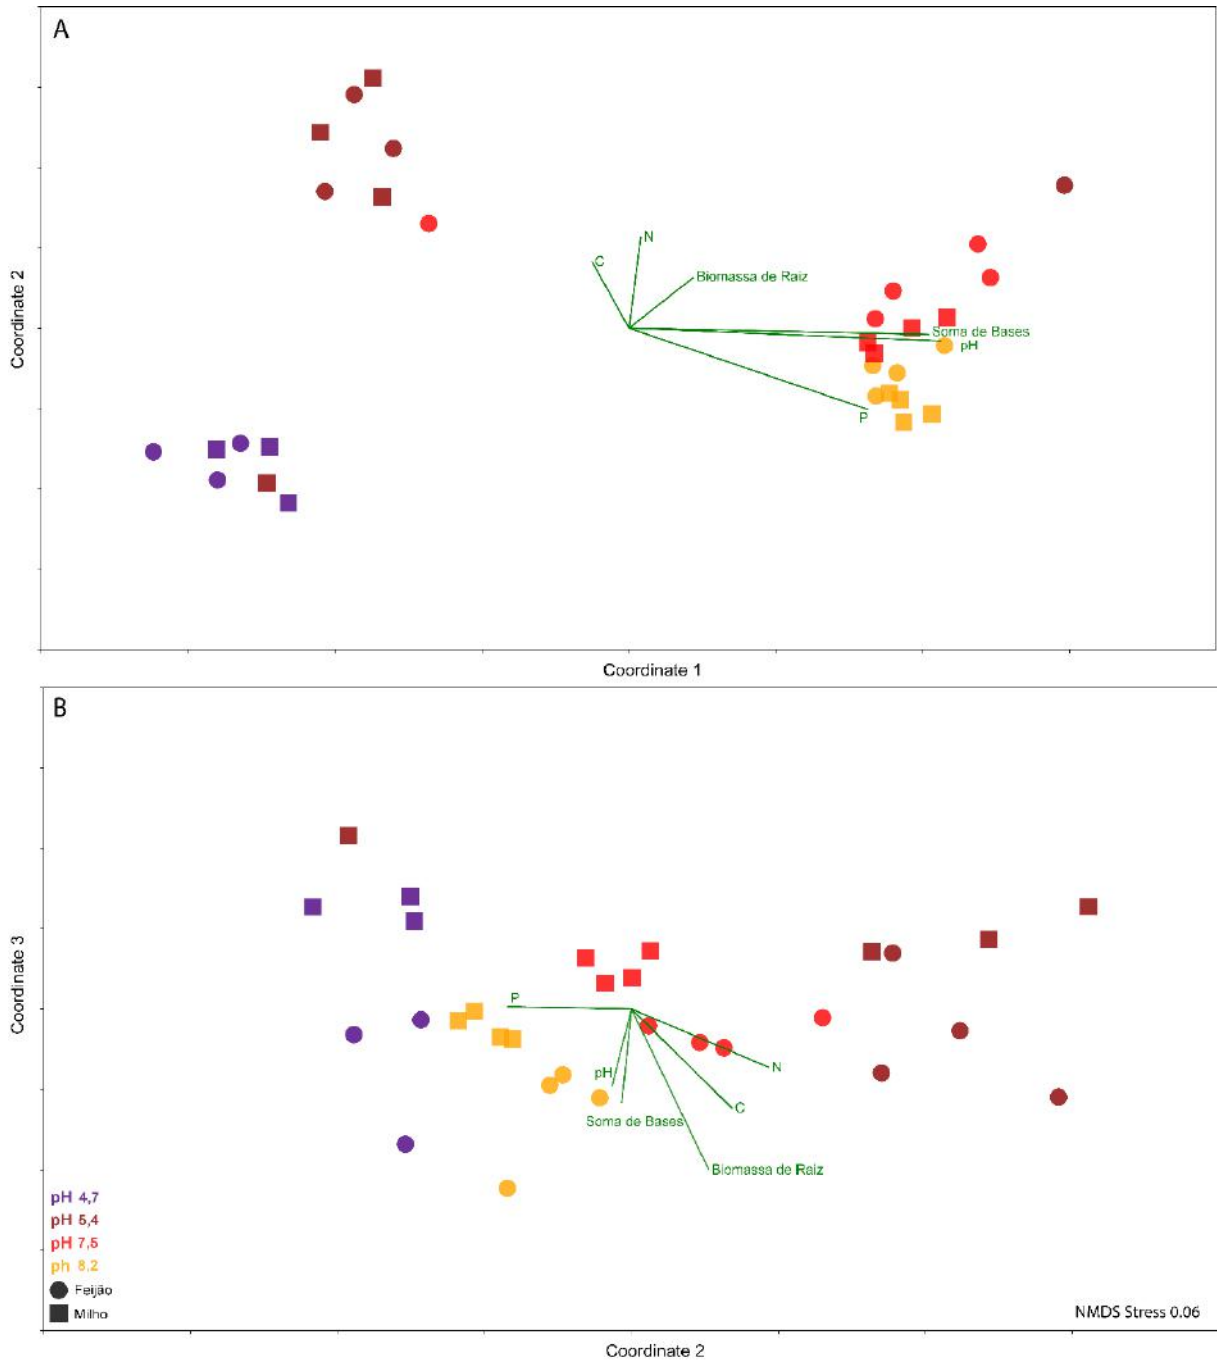 A
N
C
Biomassa de Raiz
Soma de Bases
pH
P
Coordinate 2
Coordinate 1
B
P
N
pH
C
Soma de Bases
Biomassa de Raiz
Coordinate 3
pH 4,7
pH 5,4
pH 7,5
ph 8,2
Feijão
Milho
NMDS Stress 0.06
Coordinate 2